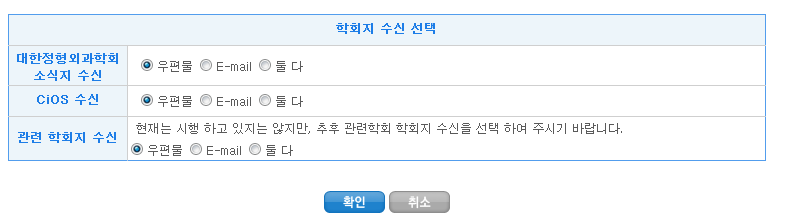 학회지 수신 선택
대한정형외과학회
소식지 수신
우편물 E-mail 둘 다
CiOS 수신
우편물 E-mail 둘 다
관련 학회지 수신
현재는 시행 하고 있지는 않지만, 추후 관련학회 학회지 수신을 선택 하여 주시기 바랍니다.
우편물 E-mail 둘 다
확인 취소